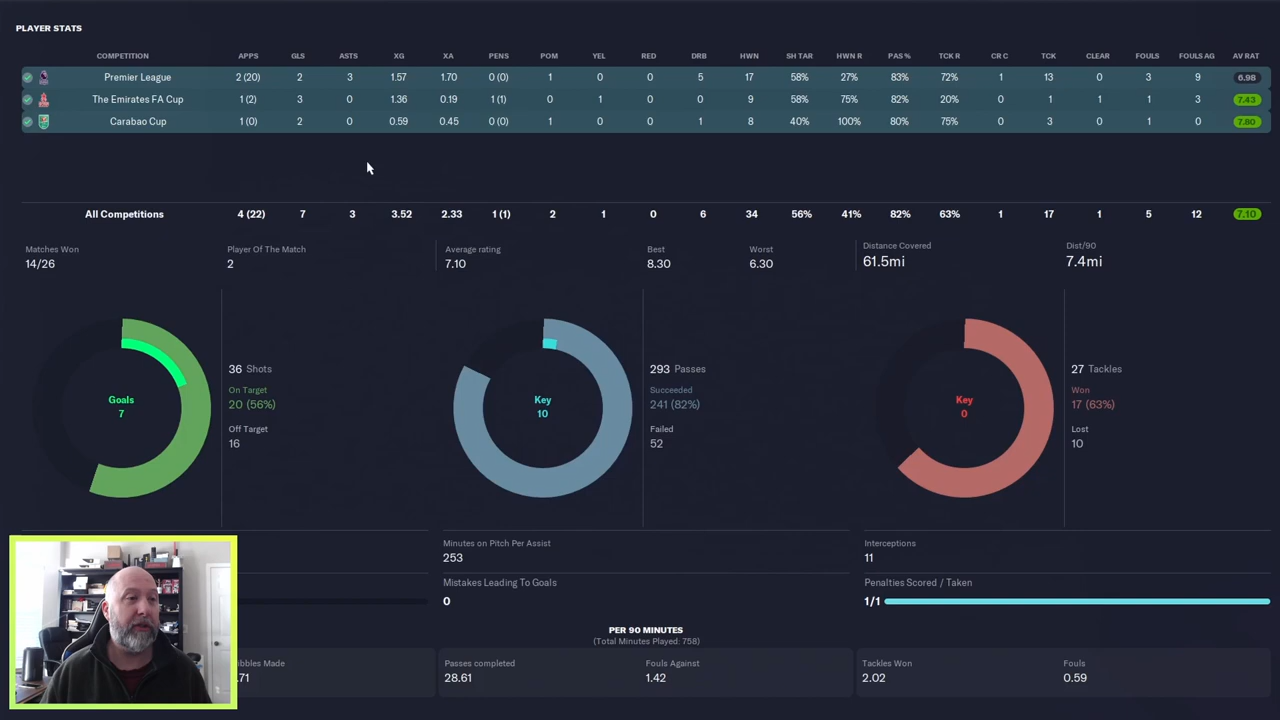 PLAYER STATS
COMPETITION APPS GLS ASTS XG XA PENS POM YEL RED DRB HWN SH TAR HWN R PAS % TCK R CR C TCK CLEAR FOULS FOULS AG AV RAT
Premier League 2 (20) 2 3 1.57 1.70 0 (0) 1 0 0 5 17 58% 27% 83% 72% 1 13 0 3 9 6.98
The Emirates FA Cup 1 (2) 3 0 1.36 0.19 1 (1) 0 1 0 0 9 58% 75% 82% 20% 0 1 1 1 3 7.43
Carabao Cup 1 (0) 2 0 0.59 0.45 0 (0) 1 0 0 1 8 40% 100% 80% 75% 0 3 0 1 0 7.80
All Competitions 4 (22) 7 3 3.52 2.33 1 (1) 2 1 0 6 34 56% 41% 82% 63% 1 17 1 5 12 7.10
Matches Won Player Of The Match Average rating Best Worst Distance Covered Dist/90
14/26 2 7.10 8.30 6.30 61.5mi 7.4mi
36 Shots
On Target
20 (56%)
Off Target
16
Goals
7
293 Passes
Succeeded
241 (82%)
Failed
52
Key
10
27 Tackles
Won
17 (63%)
Lost
10
Key
0
Minutes on Pitch Per Assist
253
Interceptions
11
Mistakes Leading To Goals
0
Penalties Scored / Taken
1/1
PER 90 MINUTES
(Total Minutes Played: 758)
Made Passes completed Fouls Against Tackles Won Fouls
.71 28.61 1.42 2.02 0.59